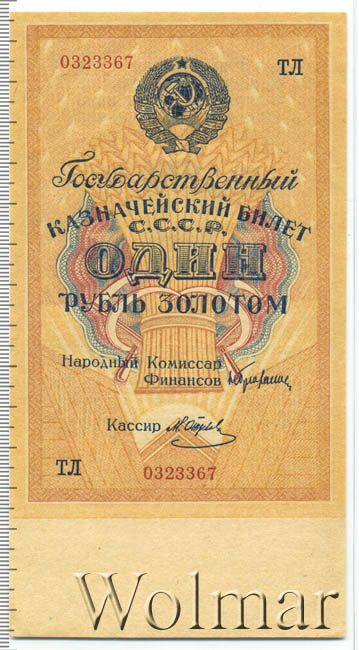 0323367 ТЛ
Государственный
КАЗНАЧЕЙСКИЙ БИЛЕТ
С.С.С.Р.
ОДИН
РУБЛЬ ЗОЛОТОМ
Народный Комиссар
Финансов
Кассир
ТЛ 0323367
Wolmar